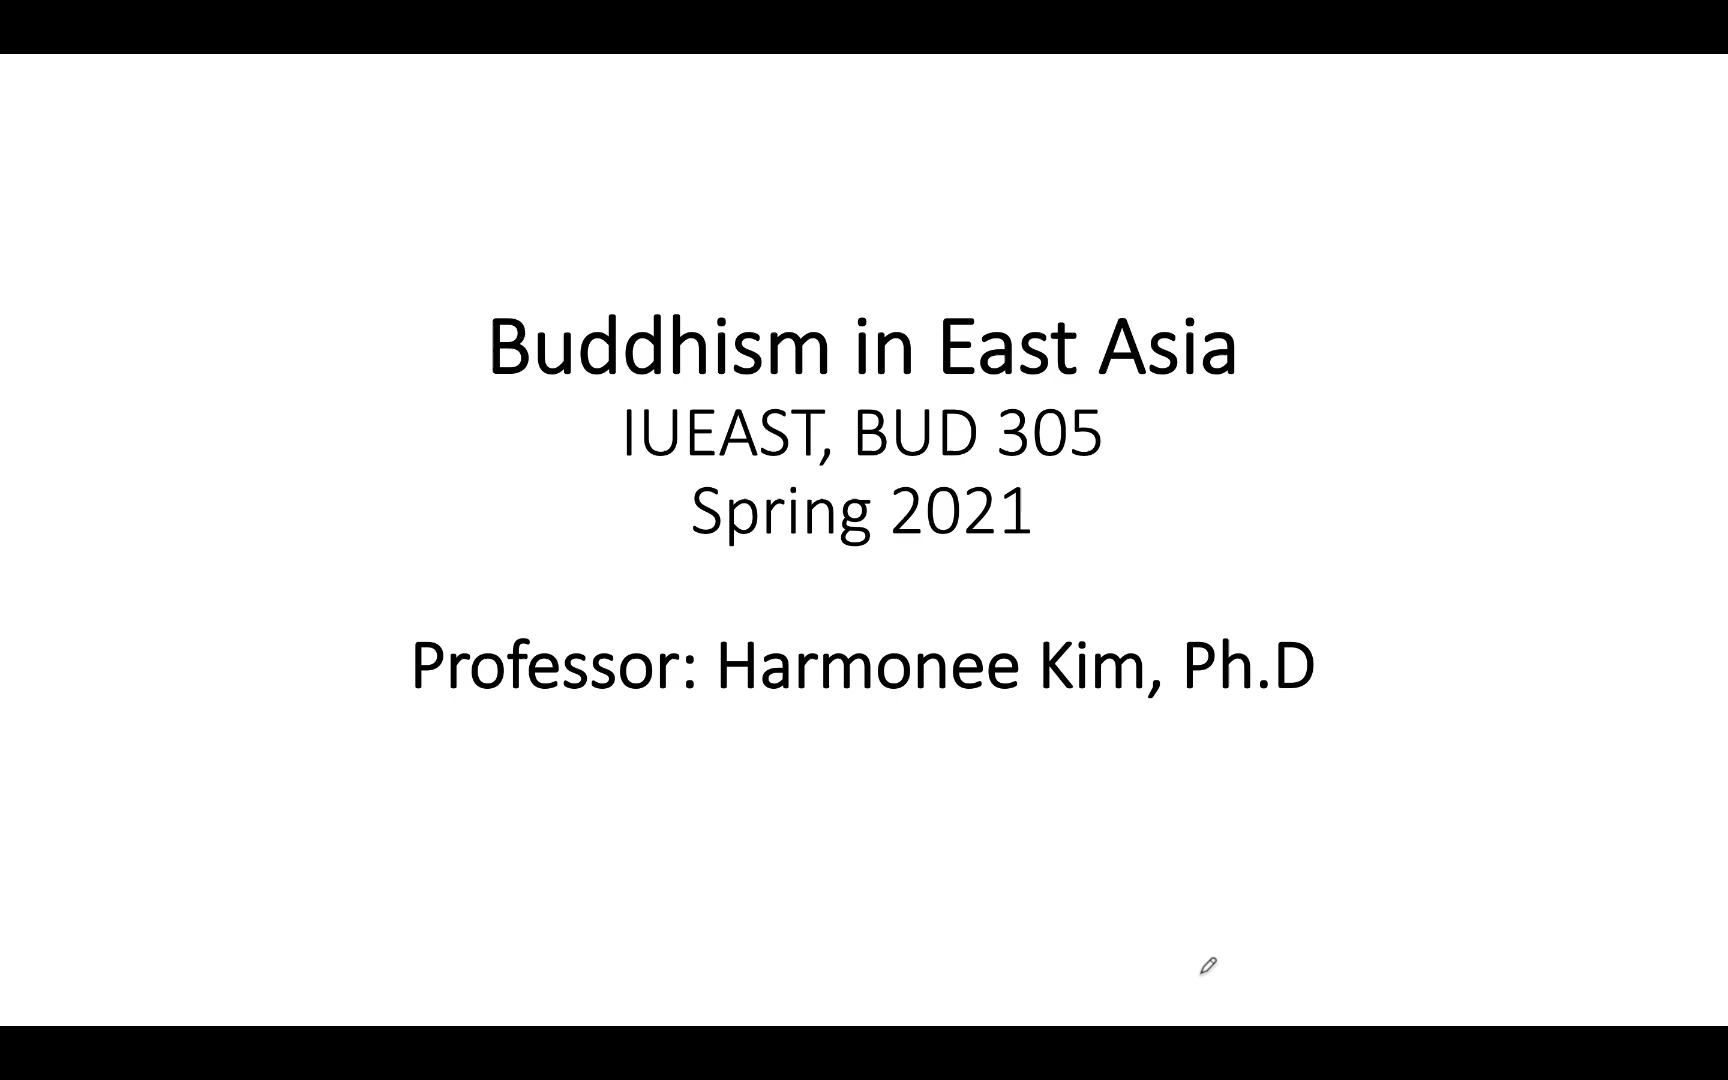 Buddhism in East Asia
IUEAST, BUD 305
Spring 2021
Professor: Harmonee Kim, Ph.D